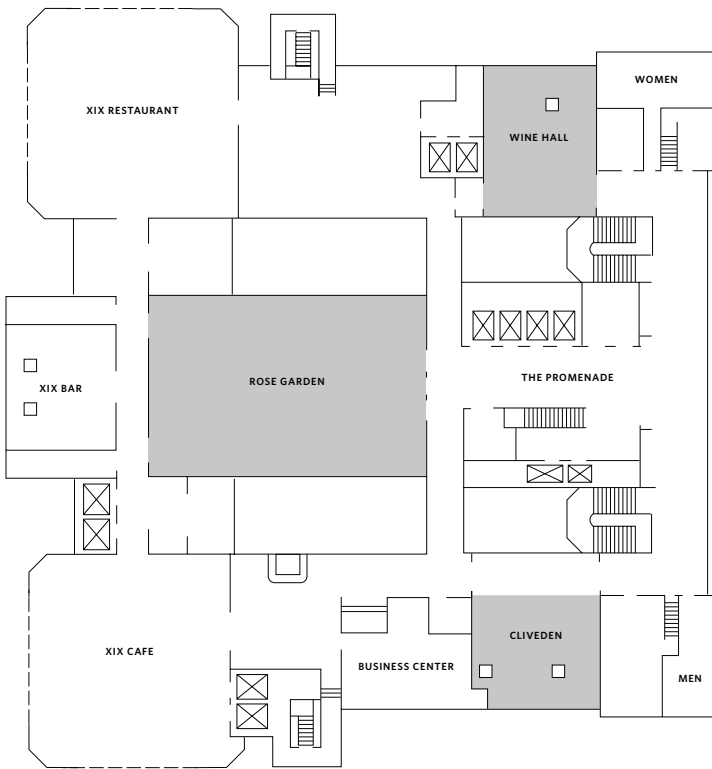 WOMEN
XIX RESTAURANT
WINE HALL
THE PROMENADE
ROSE GARDEN
XIX BAR
CLIVEDEN
XIX CAFE
BUSINESS CENTER
MEN